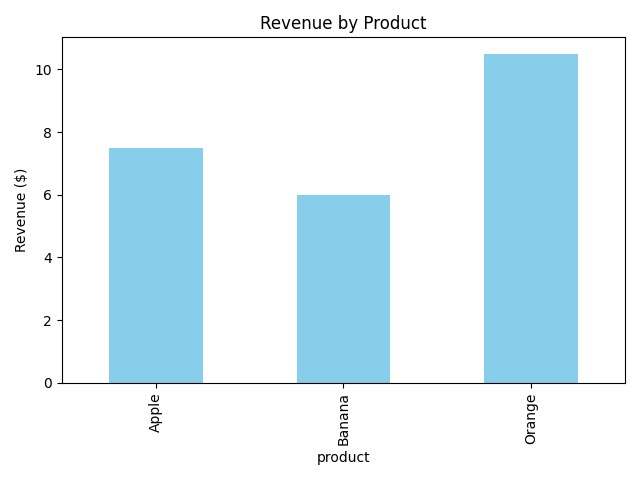 Revenue by Product
Revenue ($)
10
8
6
4
2
0
Apple
Banana
Orange
product